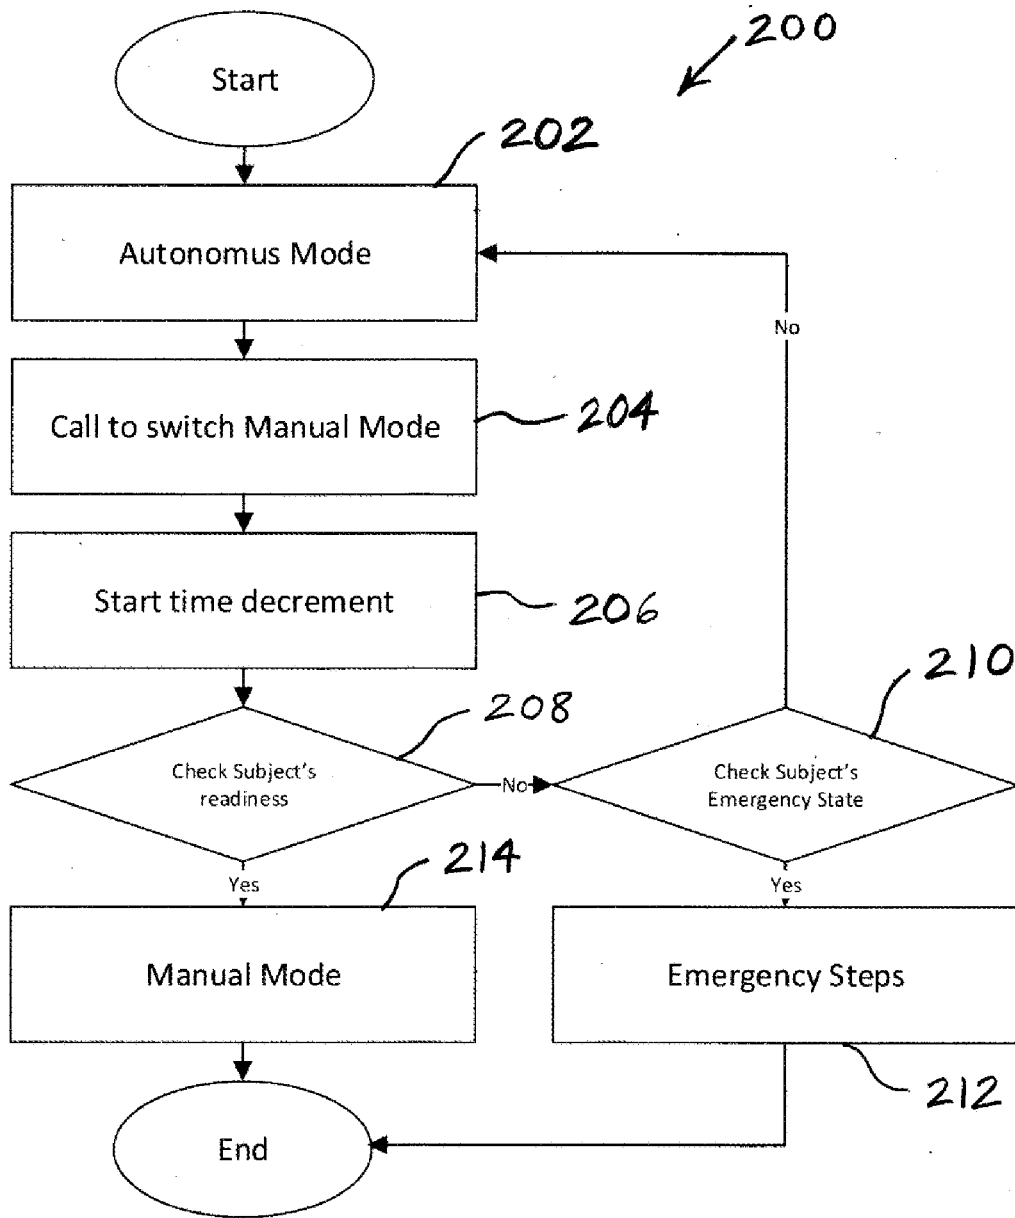 200
Start
202
Autonomus Mode
No
Call to switch Manual Mode
204
Start time decrement
206
210
208
Check Subject's
readiness
No
Check Subject's
Emergency State
214
Yes
Yes
Manual Mode
Emergency Steps
212
End